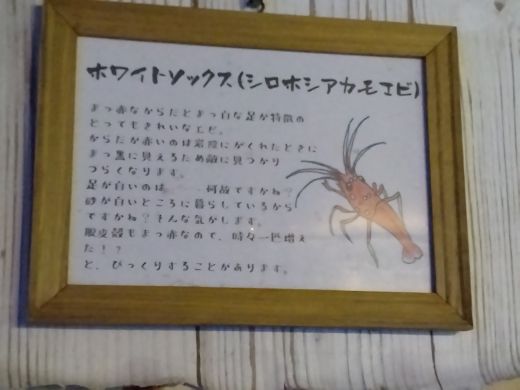 ホワイトソックス(シロホシアカモエビ)
まっ赤なからだとまっ白な足が特徴の
とってもきれいなエビ。
からだが赤いのは岩陰にかくれたときに
まっ黒に見えるため敵に見つかり
づらくなります。
足が白いのは 何故ですかね?
砂が白いところに暮らしているから
ですかね?そんな気がします。
脱皮殻もまっ赤なので、時々一匹増え
た!?
と、びっくりすることがあります。